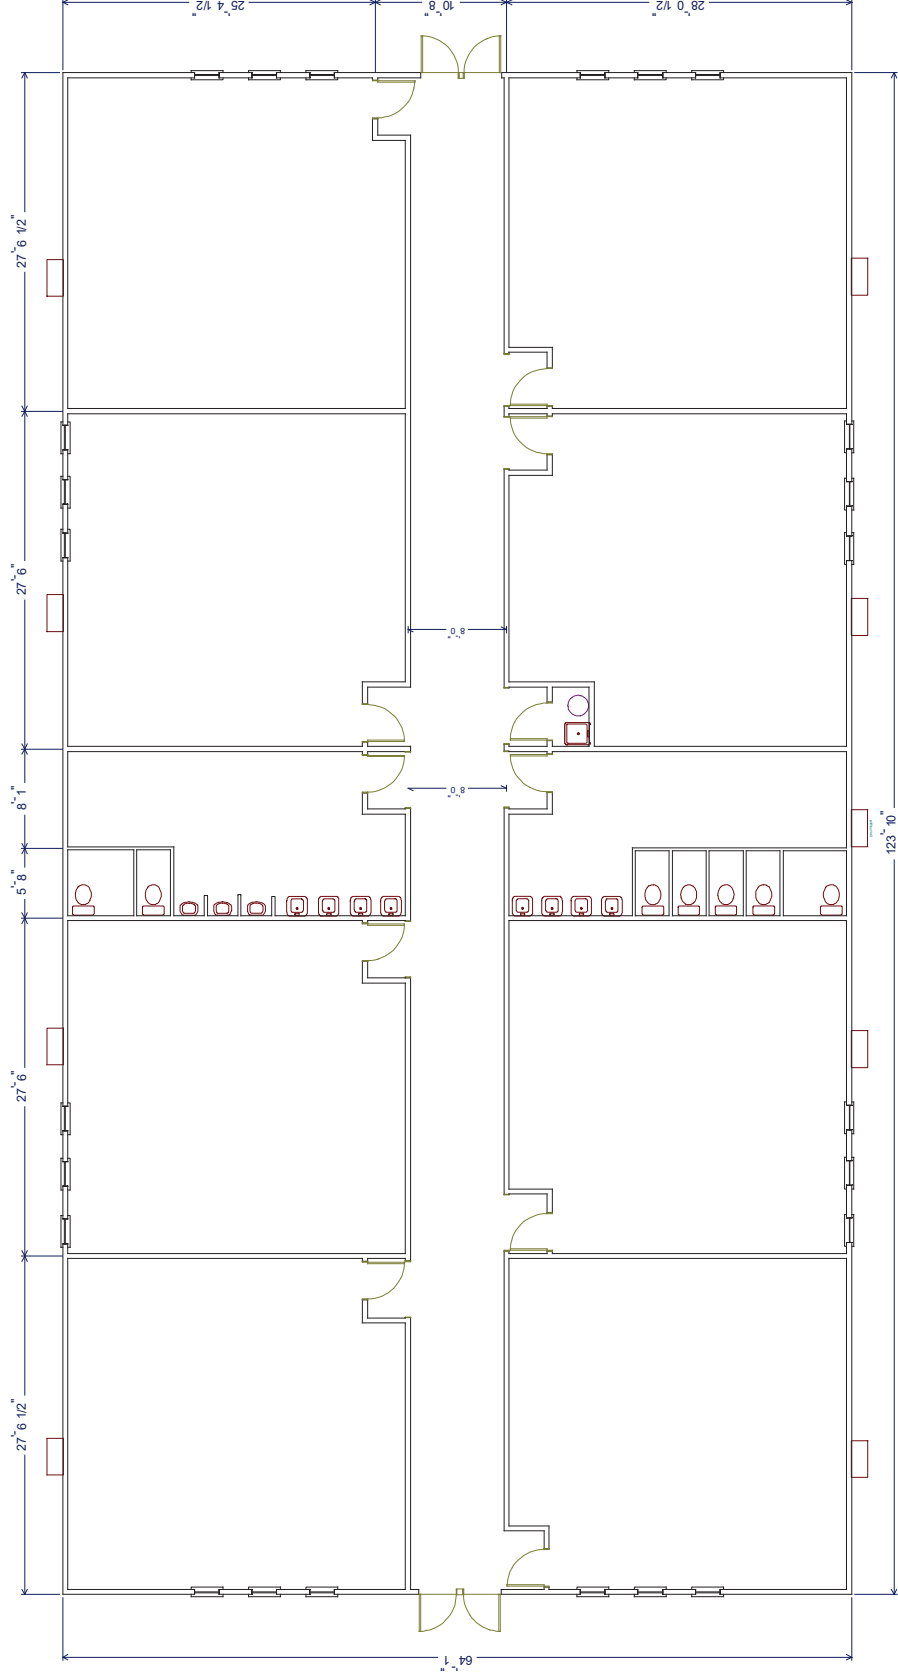 25'- 4 1/2"
10'- 8"
28'- 0 1/2"
27'- 6 1/2"
27'- 6"
8'- 0"
8'- 1"
8'- 0"
123'- 10"
5'- 8"
27'- 6"
27'- 6 1/2"
64'- 1"